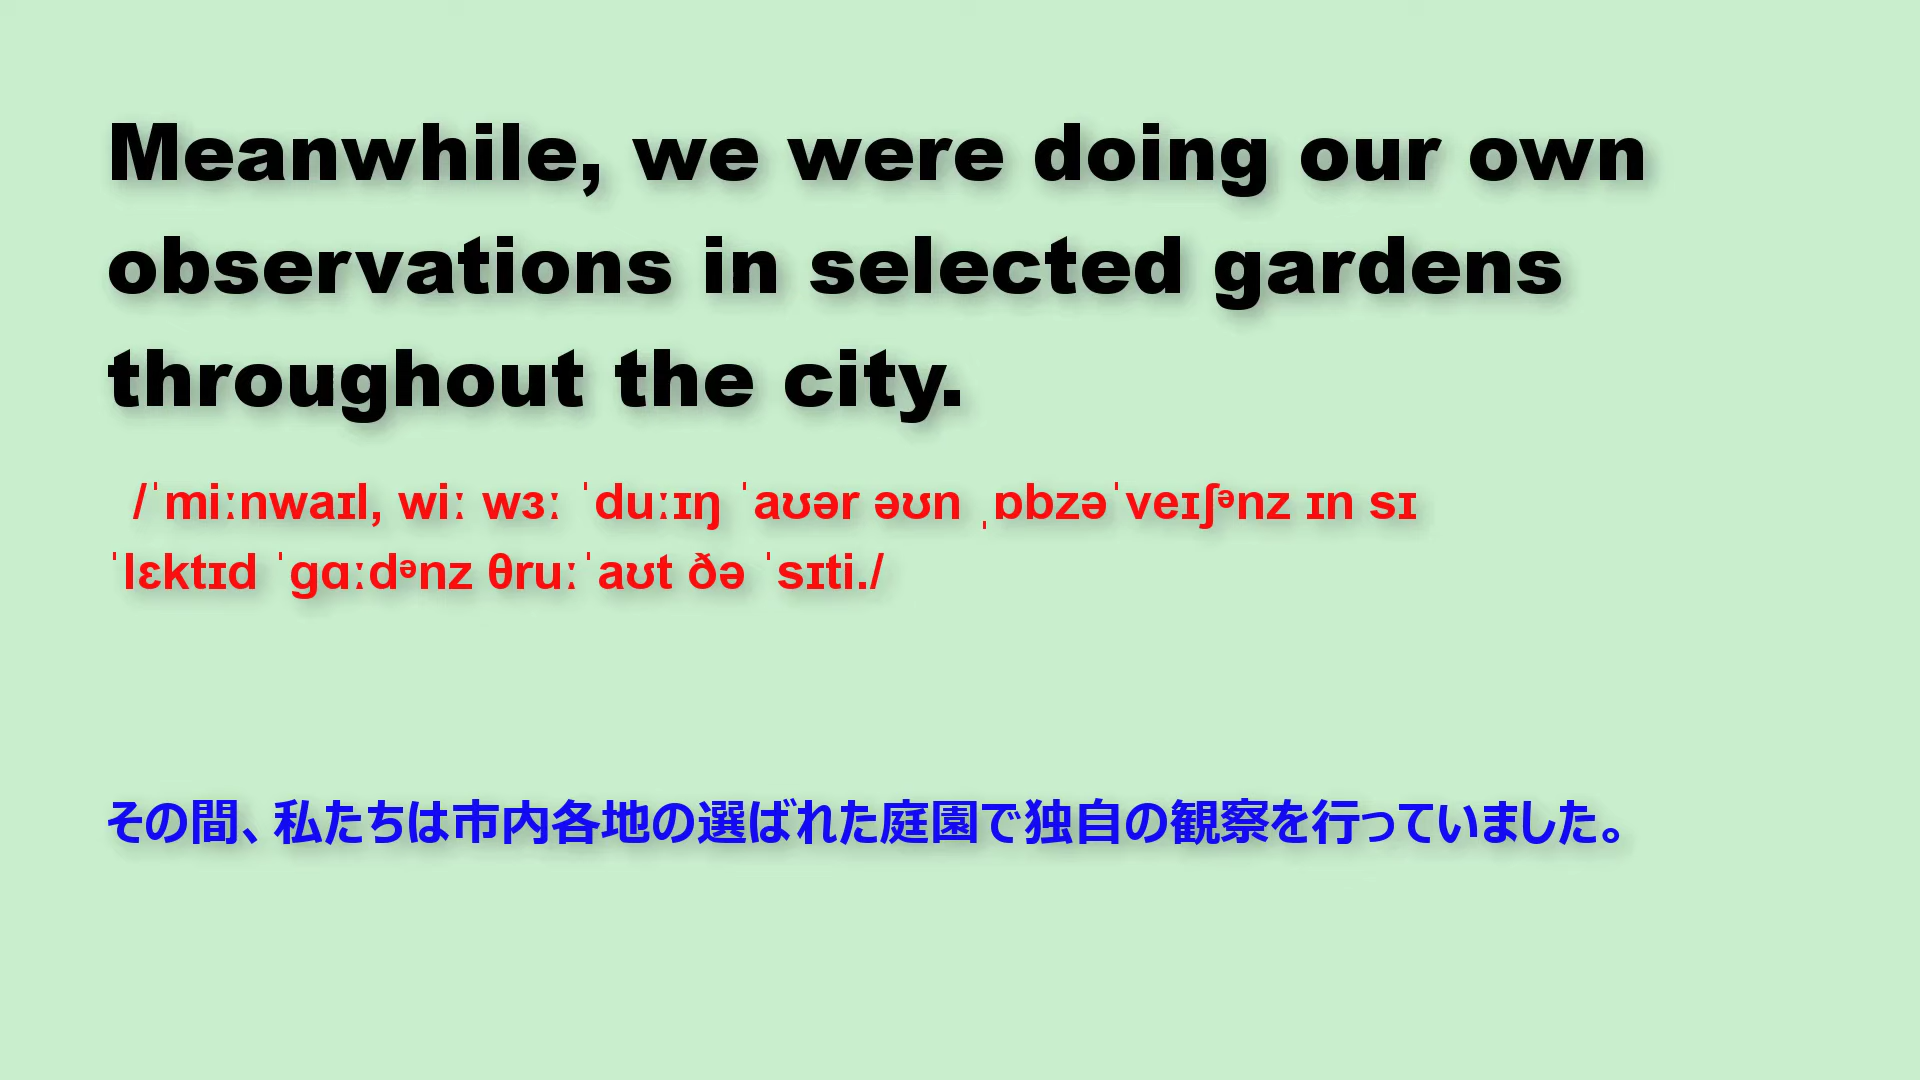 Meanwhile, we were doing our own
observations in selected gardens
throughout the city.
/ˈmiːnwaɪl, wiː wɜː ˈduːɪŋ ˈaʊər əʊn ˌɒbzəˈveɪʃᵊnz ɪn sɪ
ˈlɛktɪd ˈɡɑːdᵊnz θruːˈaʊt ðə ˈsɪti./
その間、私たちは市内各地の選ばれた庭園で独自の観察を行っていました。